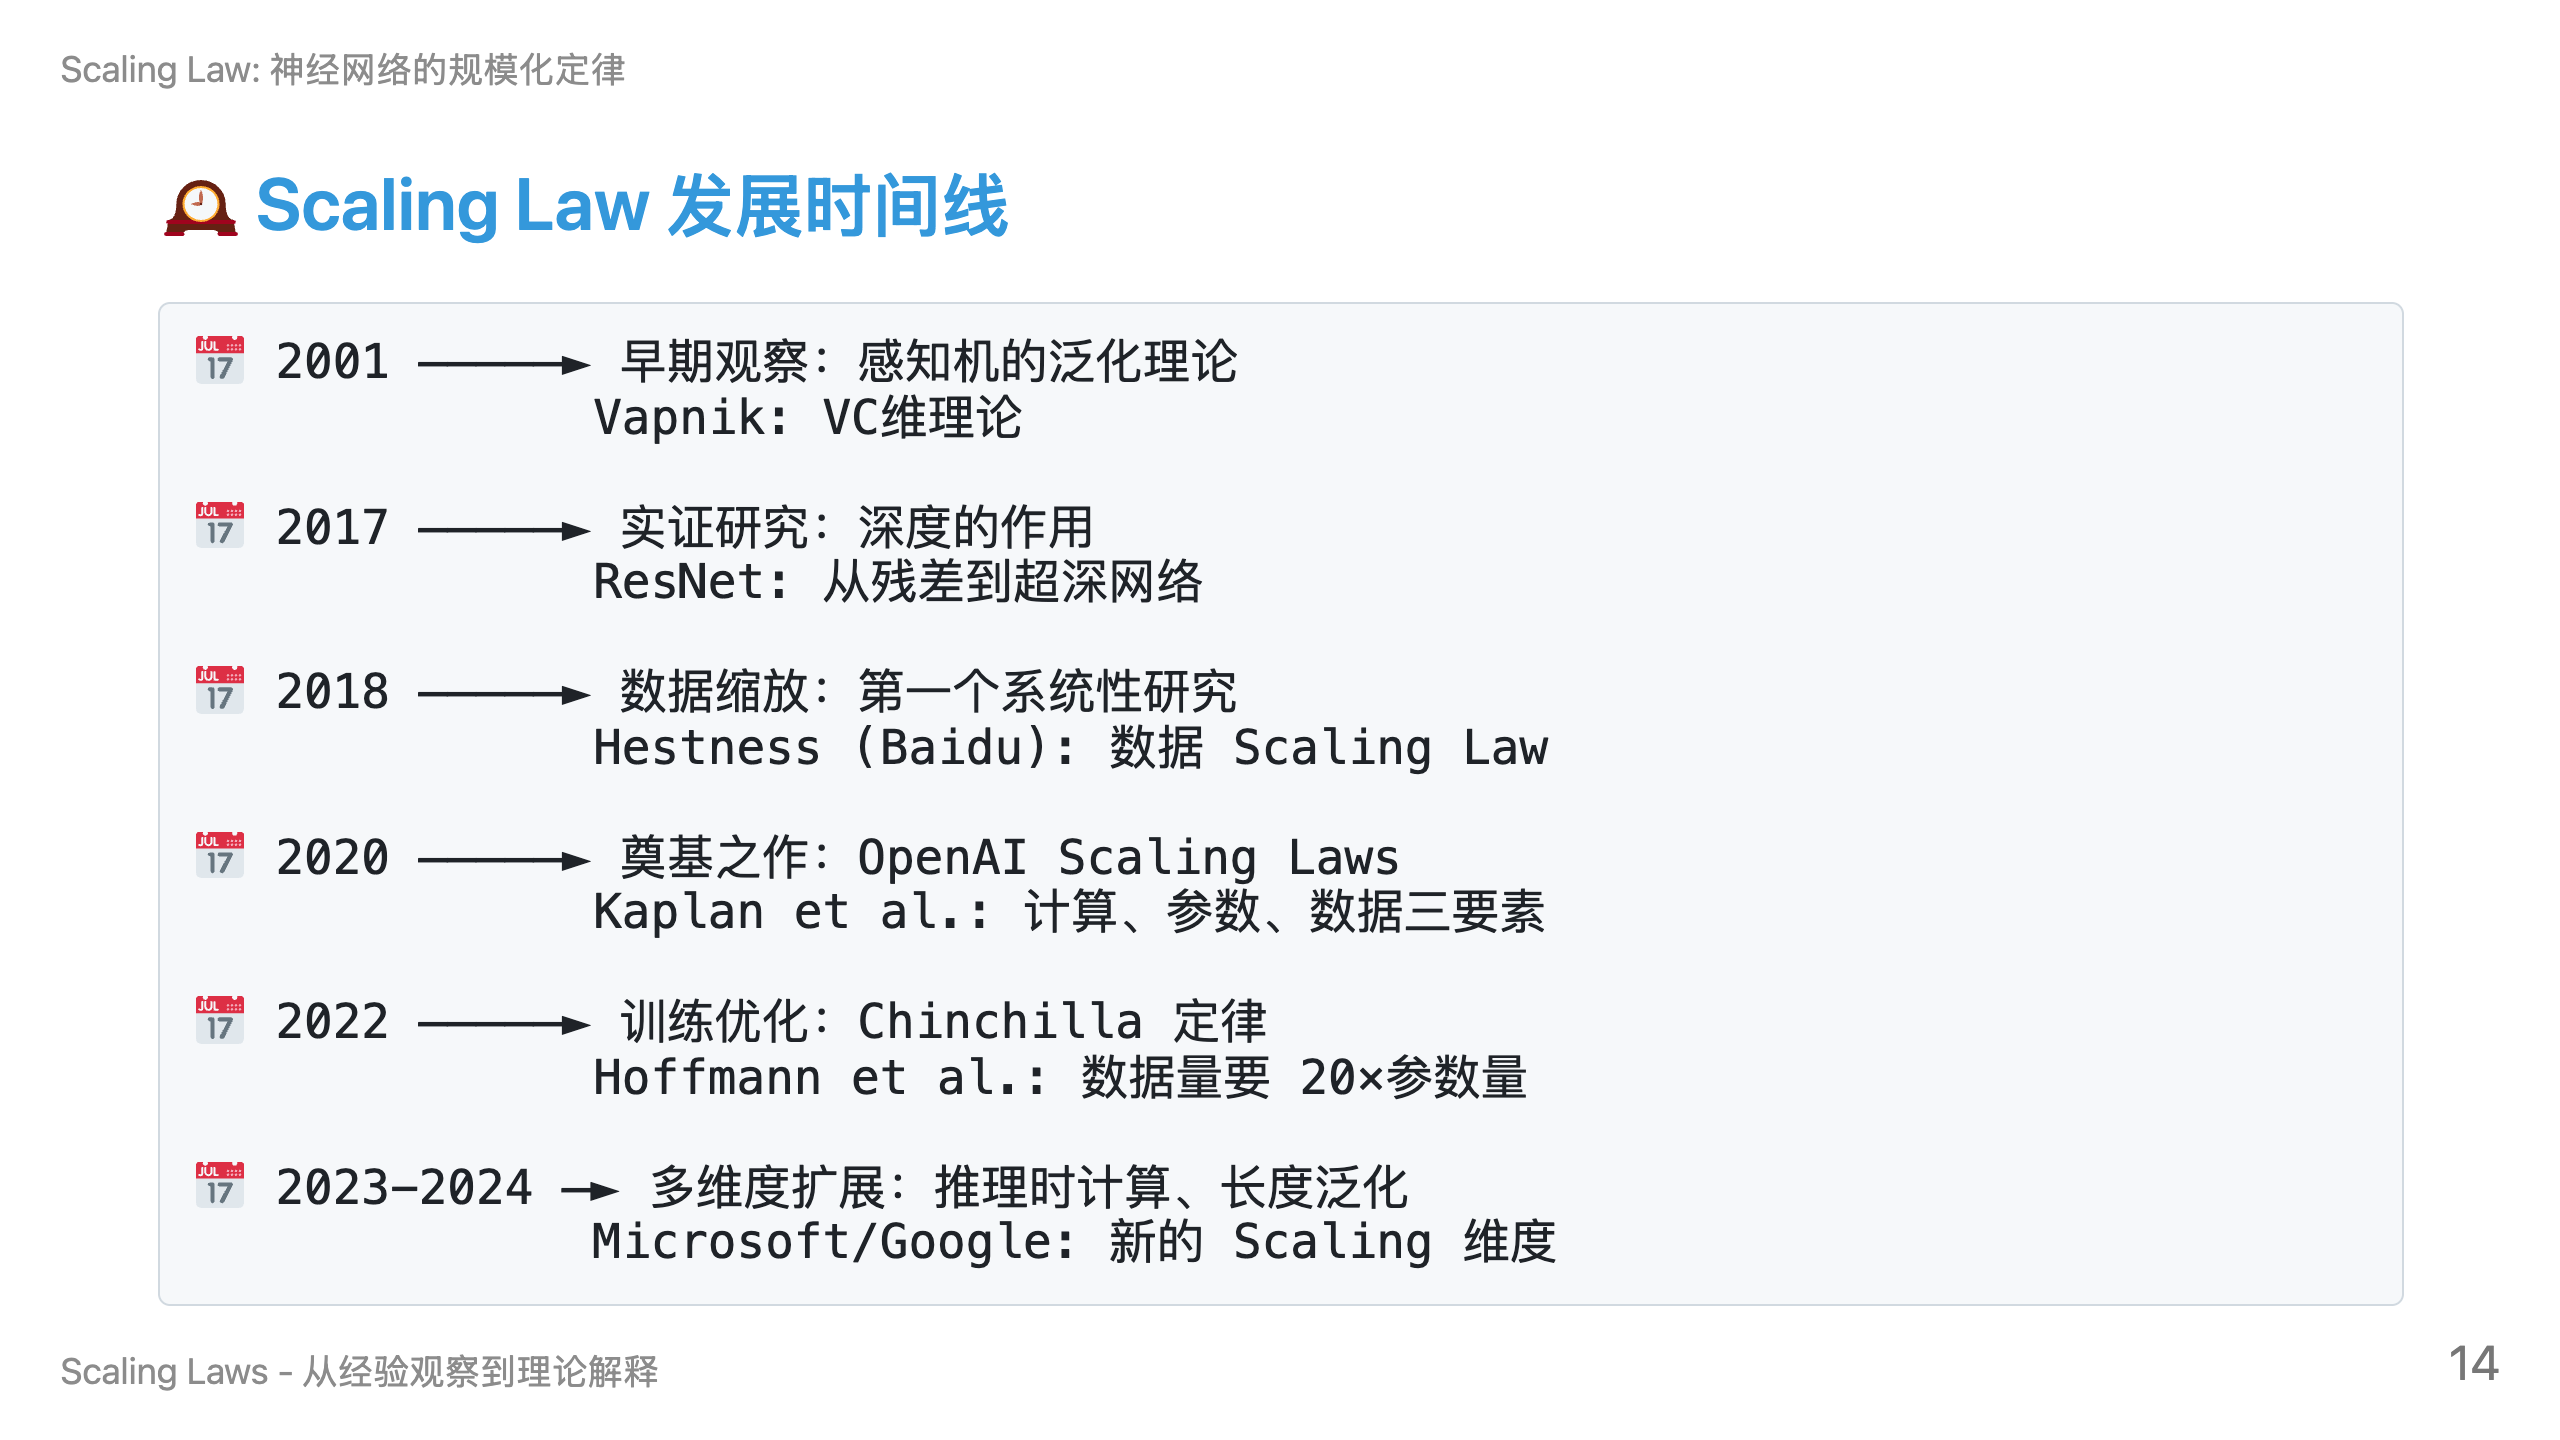 Scaling Law: 神经网络的规模化定律
🕰️ Scaling Law 发展时间线
📅 2001 ─────► 早期观察：感知机的泛化理论
Vapnik: VC维理论
📅 2017 ─────► 实证研究：深度的作用
ResNet: 从残差到超深网络
📅 2018 ─────► 数据缩放：第一个系统性研究
Hestness (Baidu): 数据 Scaling Law
📅 2020 ─────► 奠基之作：OpenAI Scaling Laws
Kaplan et al.: 计算、参数、数据三要素
📅 2022 ─────► 训练优化：Chinchilla 定律
Hoffmann et al.: 数据量要 20×参数量
📅 2023-2024 ─► 多维度扩展：推理时计算、长度泛化
Microsoft/Google: 新的 Scaling 维度
Scaling Laws - 从经验观察到理论解释
14